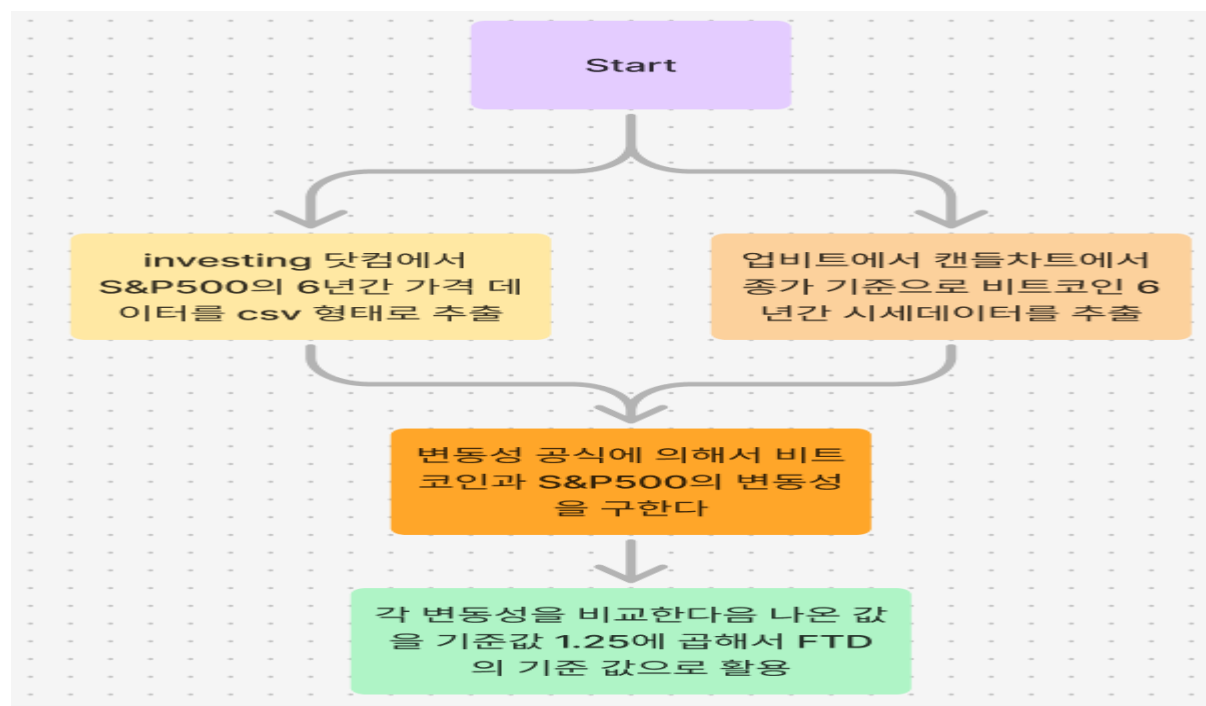 Start
investing 닷컴에서
S&P500의 6년간 가격 데
이터를 csv 형태로 추출
업비트에서 캔들차트에서
종가 기준으로 비트코인 6
년간 시세데이터를 추출
변동성 공식에 의해서 비트
코인과 S&P500의 변동성
을 구한다
각 변동성을 비교한다음 나온 값
을 기준값 1.25에 곱해서 FTD
의 기준 값으로 활용